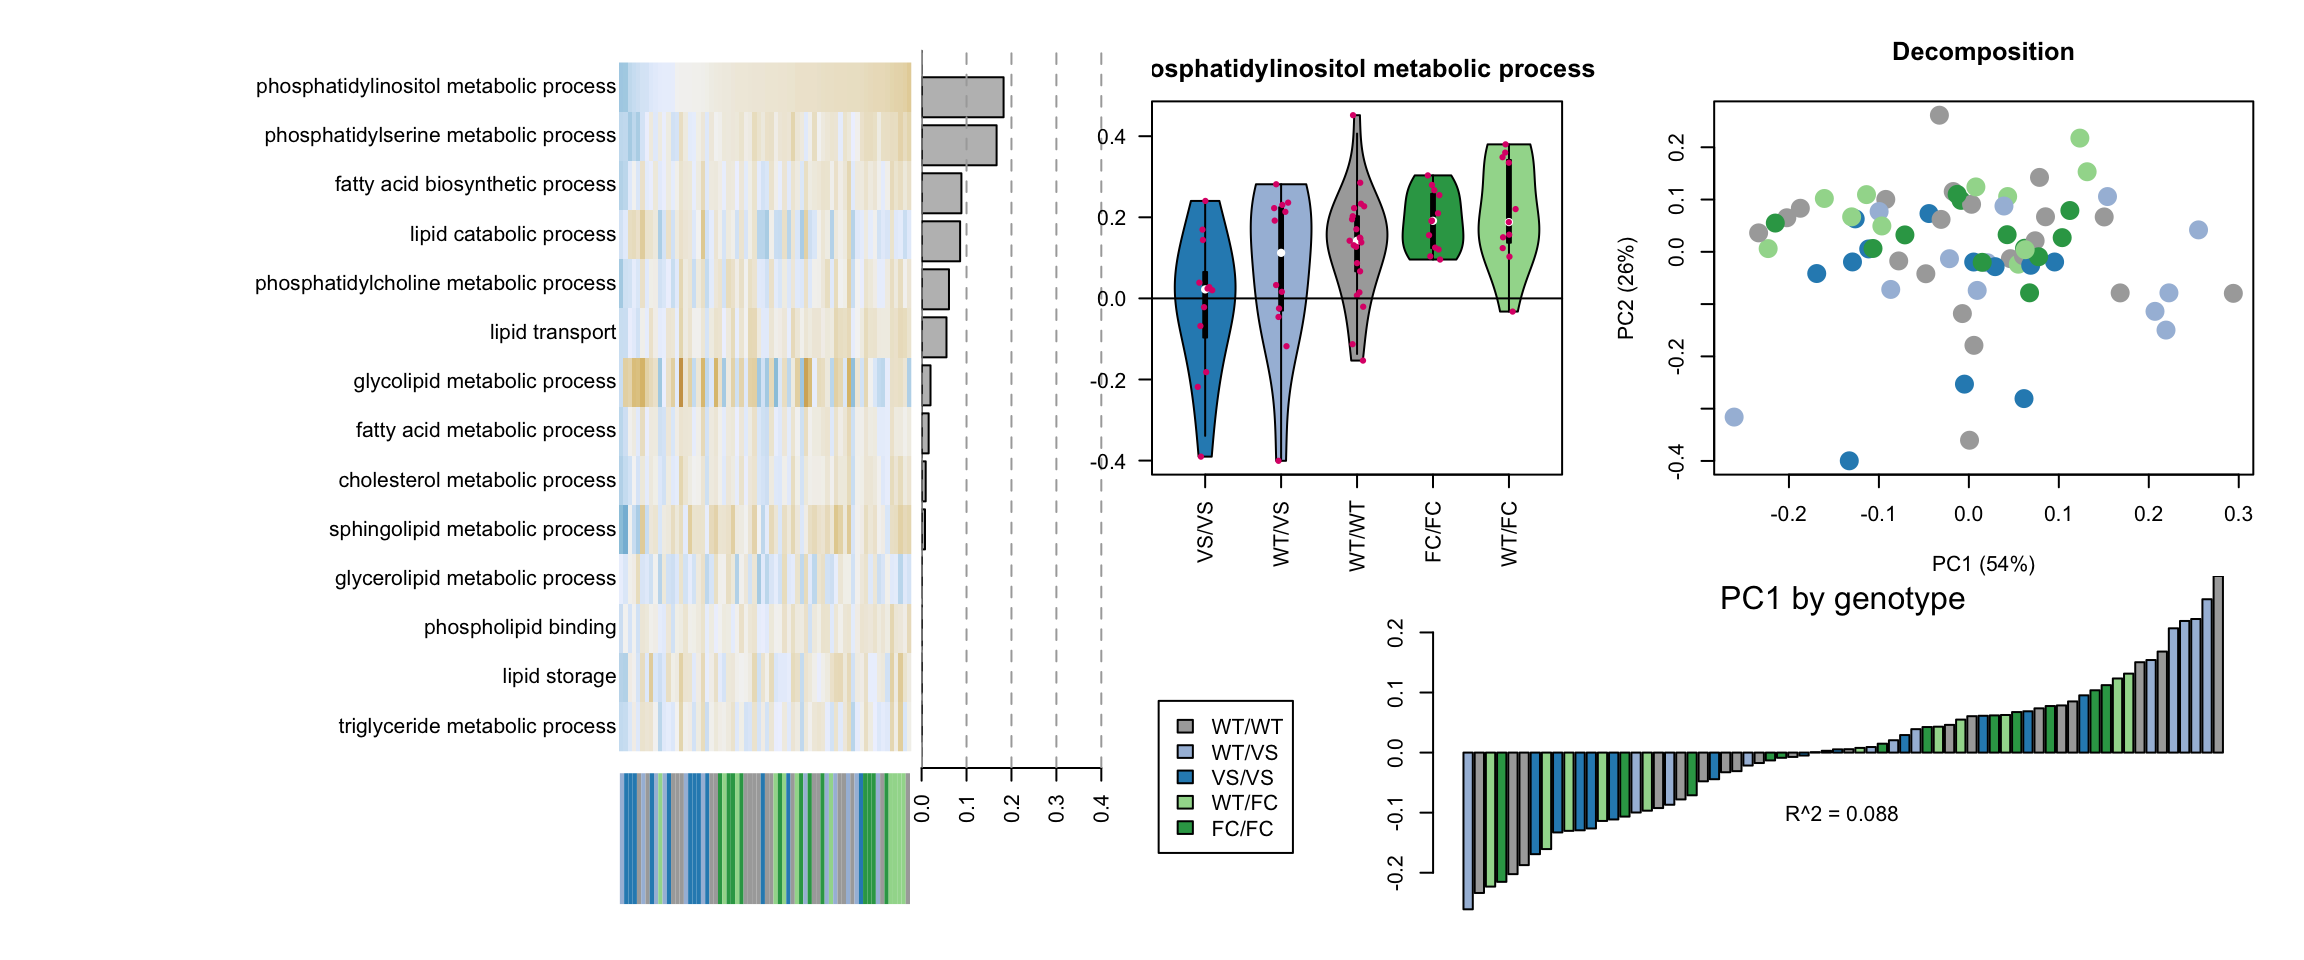 phosphatidylinositol metabolic process
phosphatidylserine metabolic process
fatty acid biosynthetic process
lipid catabolic process
phosphatidylcholine metabolic process
lipid transport
glycolipid metabolic process
fatty acid metabolic process
cholesterol metabolic process
sphingolipid metabolic process
glycerolipid metabolic process
phospholipid binding
lipid storage
triglyceride metabolic process
0.0 0.1 0.2 0.3 0.4
osphatidylinositol metabolic process
0.4
0.2
0.0
-0.2
-0.4
VS/VS WT/VS WT/WT FC/FC WT/FC
Decomposition
PC2 (26%)
0.2
0.1
0.0
-0.2
-0.4
-0.2 -0.1 0.0 0.1 0.2 0.3
PC1 (54%)
PC1 by genotype
0.2
0.1
0.0
-0.1
-0.2
R^2 = 0.088
WT/WT
WT/VS
VS/VS
WT/FC
FC/FC